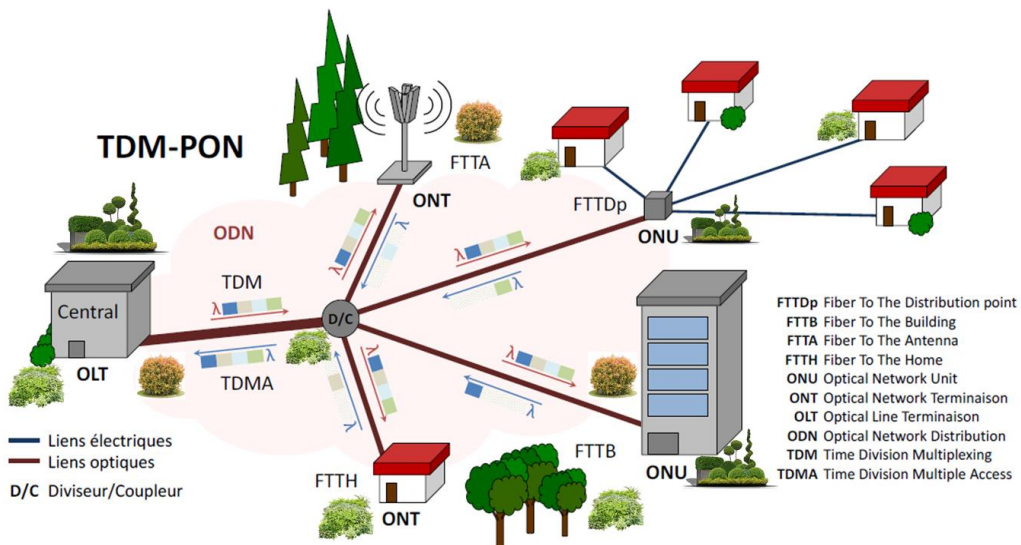 TDM-PON
FTTA
ONT
FTTDp
ONU
ODN
TDM
λ
λ
λ
λ
λ
Central
D/C
OLT
λ
TDMA
λ
λ
λ
λ
FTTH
ONT
FTTB
ONU
Liens électriques
Liens optiques
D/C Diviseur/Coupleur
FTTDp Fiber To The Distribution point
FTTB Fiber To The Building
FTTA Fiber To The Antenna
FTTH Fiber To The Home
ONU Optical Network Unit
ONT Optical Network Terminaison
OLT Optical Line Terminaison
ODN Optical Network Distribution
TDM Time Division Multiplexing
TDMA Time Division Multiple Access